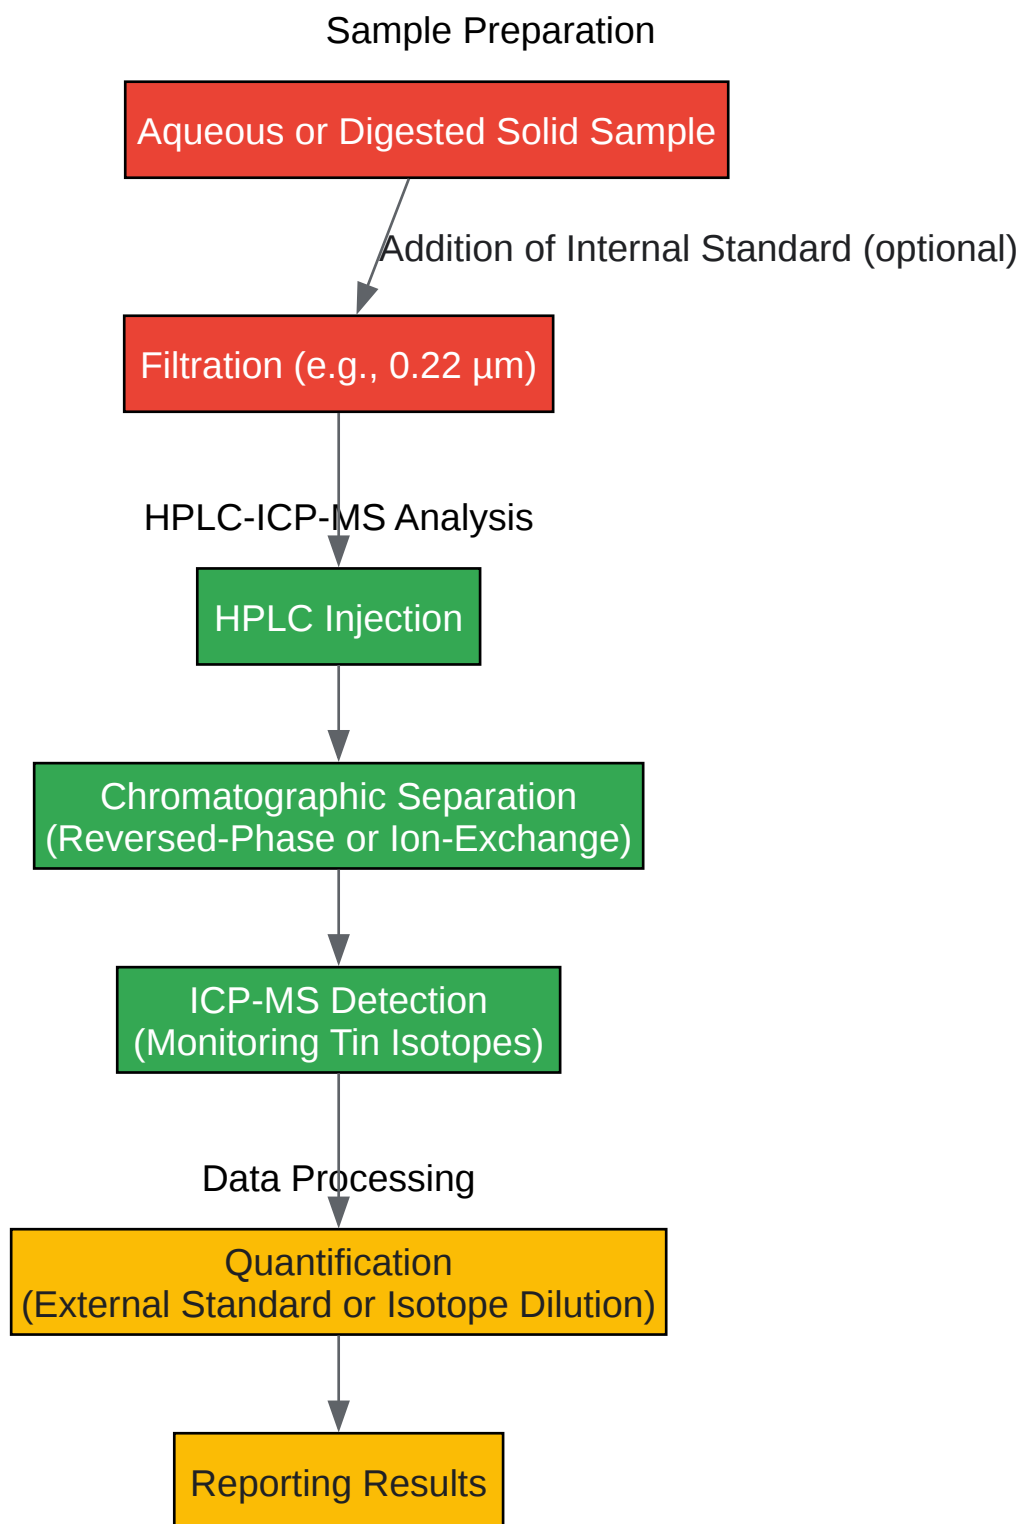 Sample Preparation
Aqueous or Digested Solid Sample
Addition of Internal Standard (optional)
Filtration (e.g., 0.22 µm)
HPLC-ICP-MS Analysis
HPLC Injection
Chromatographic Separation
(Reversed-Phase or Ion-Exchange)
ICP-MS Detection
(Monitoring Tin Isotopes)
Data Processing
Quantification
(External Standard or Isotope Dilution)
Reporting Results